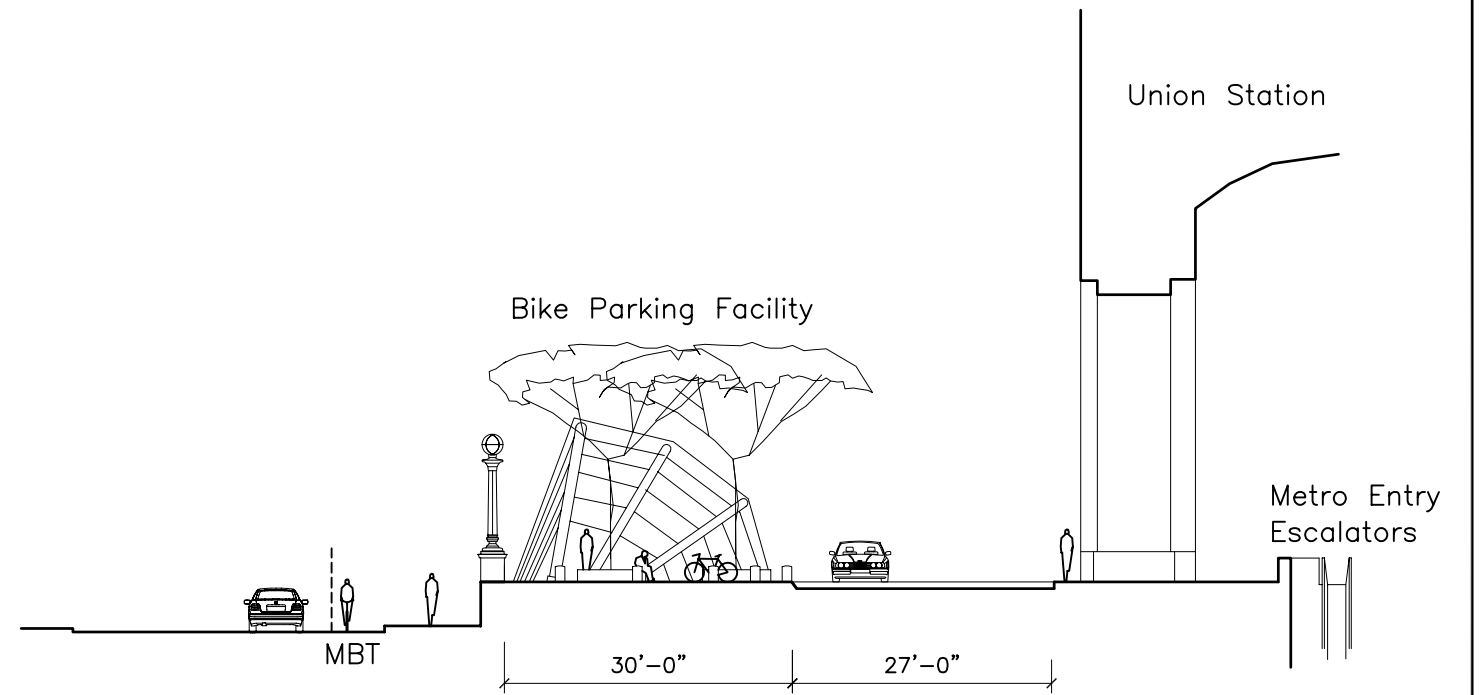 Union Station
Bike Parking Facility
Metro Entry
Escalators
MBT
30'-0"
27'-0"